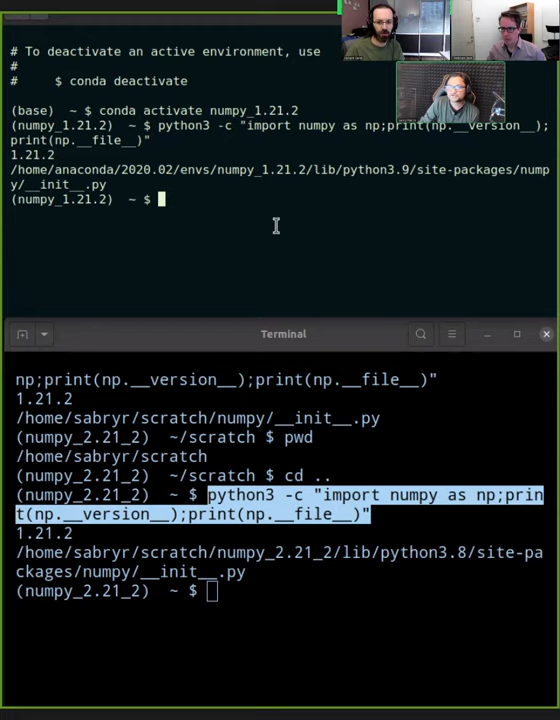 # To deactivate an active environment, use
#
#     $ conda deactivate
(base)  ~ $ conda activate numpy_1.21.2
(numpy_1.21.2)  ~ $ python3 -c "import numpy as np;print(np.__version__);
print(np.__file__)"
1.21.2
/home/anaconda/2020.02/envs/numpy_1.21.2/lib/python3.9/site-packages/nump
y/__init__.py
(numpy_1.21.2)  ~ $
Terminal
np;print(np.__version__);print(np.__file__)"
1.21.2
/home/sabryr/scratch/numpy/__init__.py
(numpy_2.21_2)  ~/scratch $ pwd
/home/sabryr/scratch
(numpy_2.21_2)  ~/scratch $ cd ..
(numpy_2.21_2)  ~ $ python3 -c "import numpy as np;prin
t(np.__version__);print(np.__file__)"
1.21.2
/home/sabryr/scratch/numpy_2.21_2/lib/python3.8/site-pa
ckages/numpy/__init__.py
(numpy_2.21_2)  ~ $